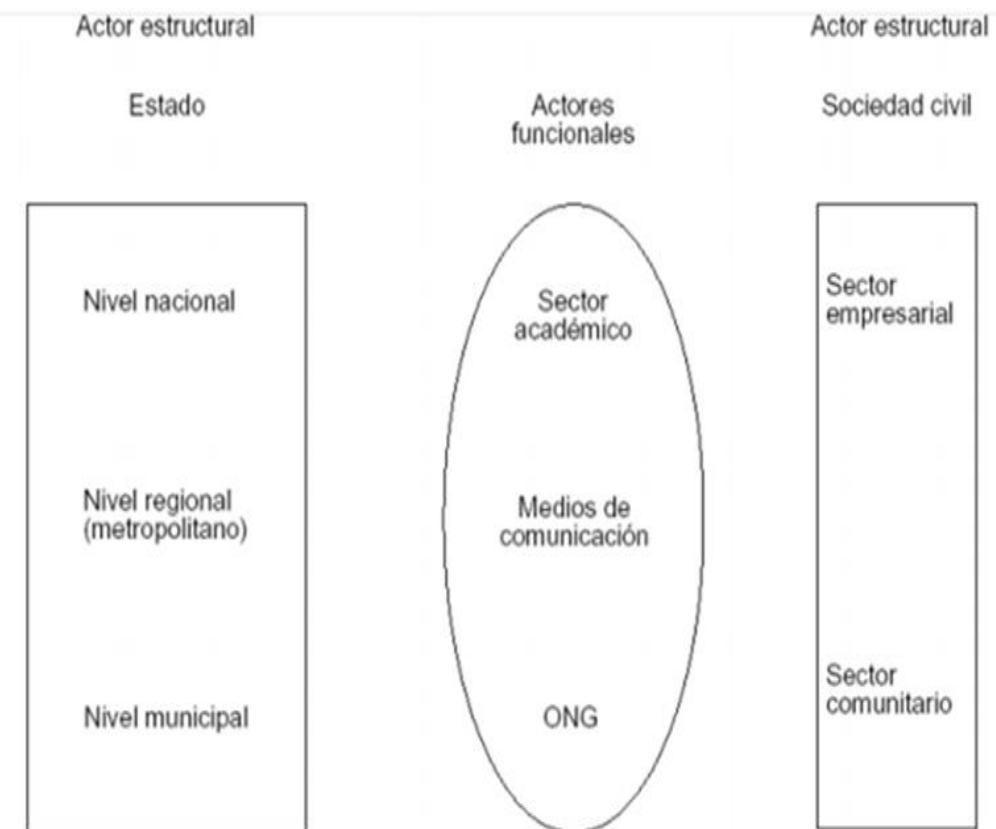 Actor estructural
Estado
Nivel nacional
Nivel regional
(metropolitano)
Nivel municipal
Actores
funcionales
Sector
académico
Medios de
comunicación
ONG
Actor estructural
Sociedad civil
Sector
empresarial
Sector
comunitario